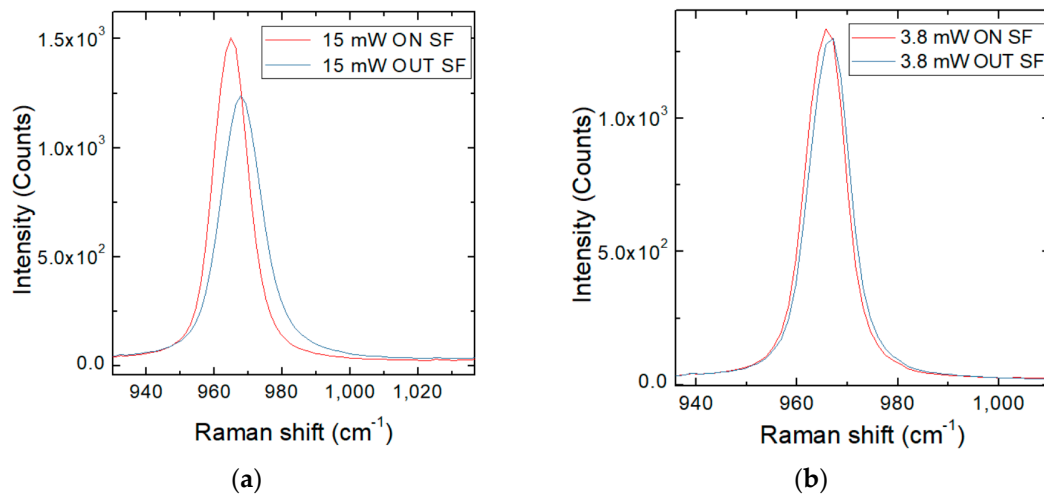 1.5x10³
1.0x10³
5.0x10²
0.0
Intensity (Counts)
15 mW ON SF
15 mW OUT SF
940 960 980 1,000 1,020
Raman shift (cm⁻¹)
(a)
1.0x10³
5.0x10²
0.0
Intensity (Counts)
3.8 mW ON SF
3.8 mW OUT SF
940 960 980 1,000
Raman shift (cm⁻¹)
(b)